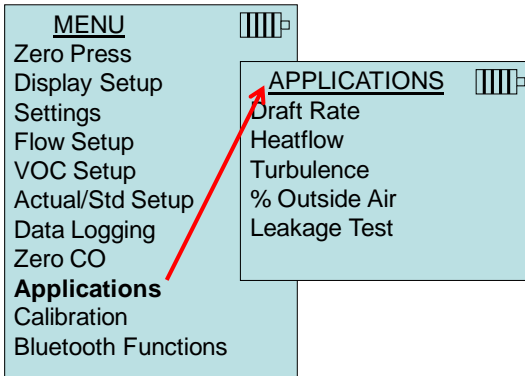 MENU
Zero Press
Display Setup
Settings
Flow Setup
VOC Setup
Actual/Std Setup
Data Logging
Zero CO
Applications
Calibration
Bluetooth Functions
APPLICATIONS
Draft Rate
Heatflow
Turbulence
% Outside Air
Leakage Test